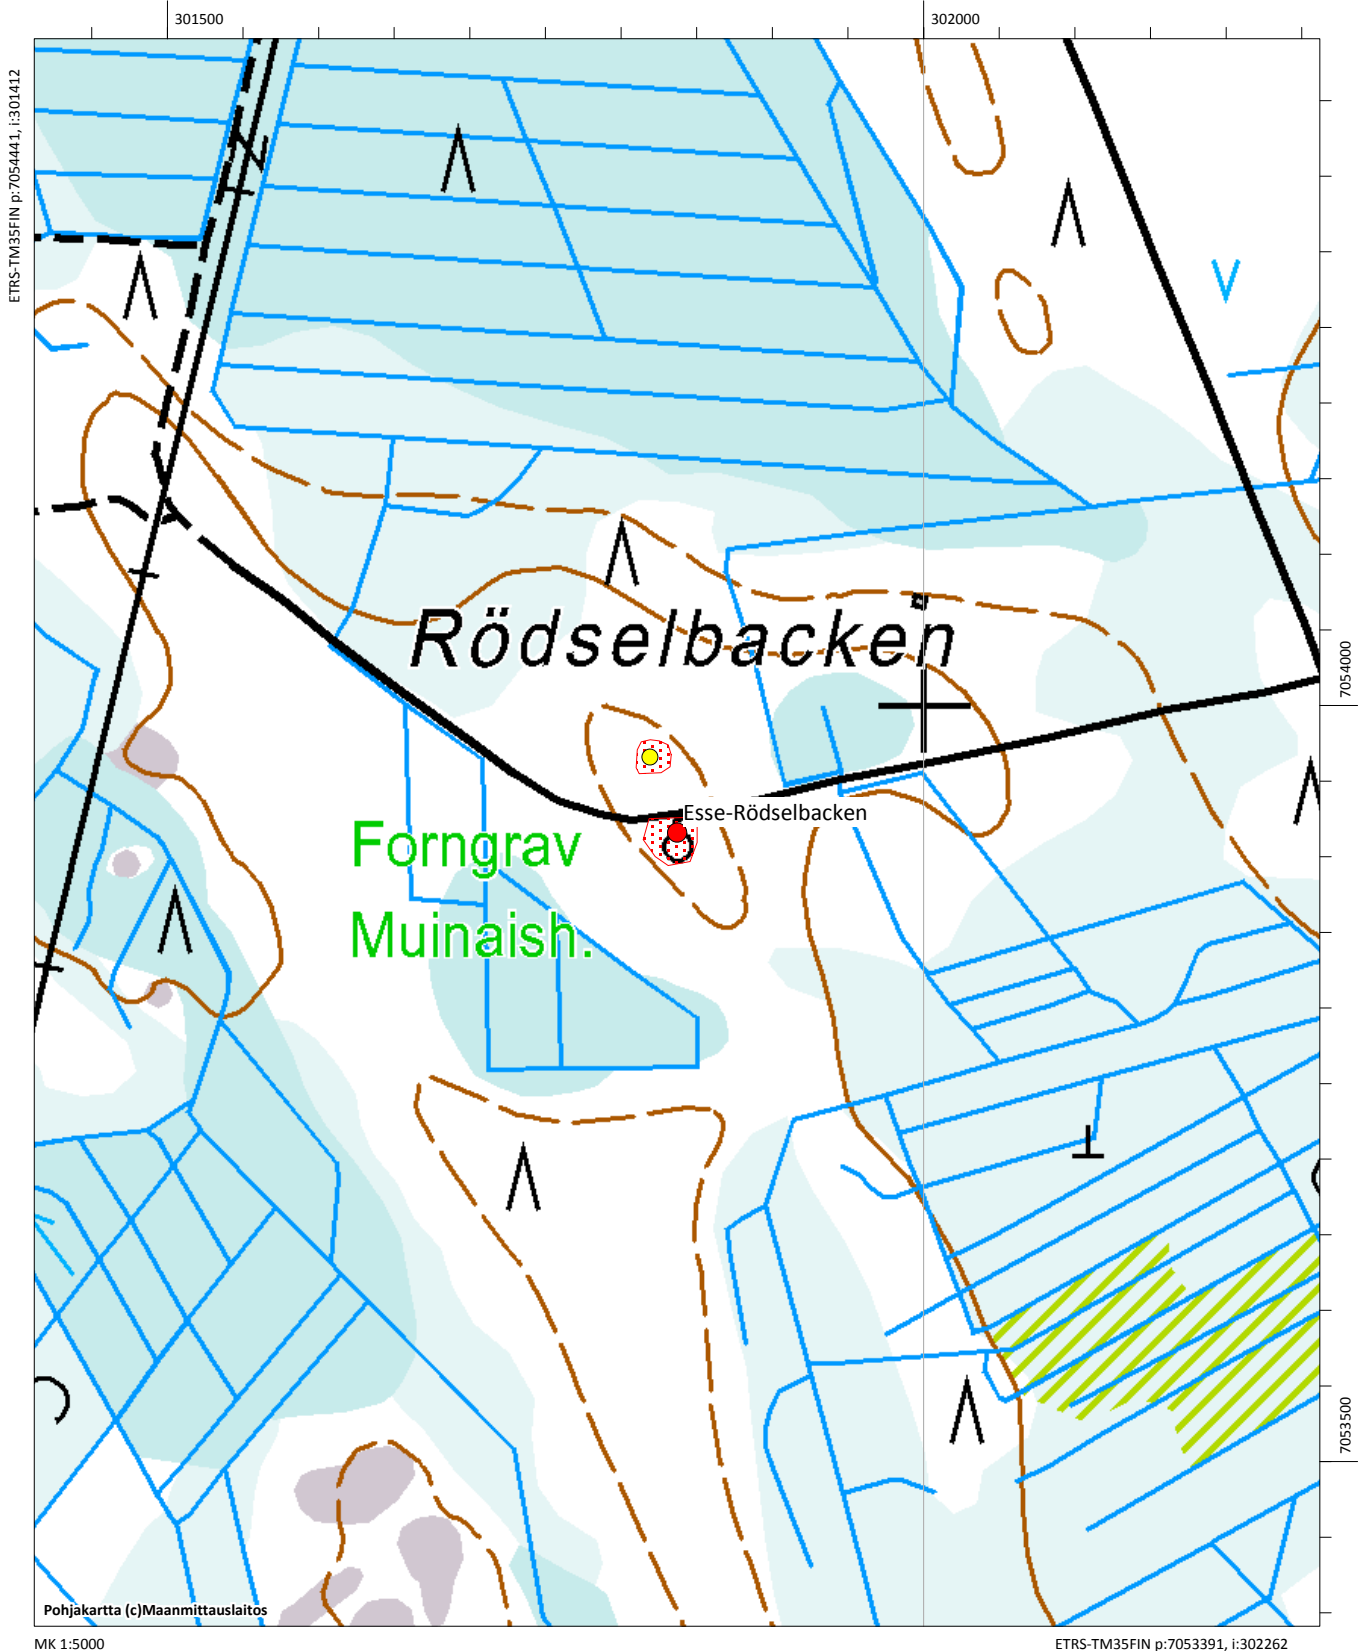 301500
302000
ETRS-TM35FIN p:7054441, i:301412
Rödselbacken
7054000
Esse-Rödselbacken
Forngrav
Muinaish.
7053500
Pohjakartta (c)Maanmittauslaitos
MK 1:5000
ETRS-TM35FIN p:7053391, i:302262